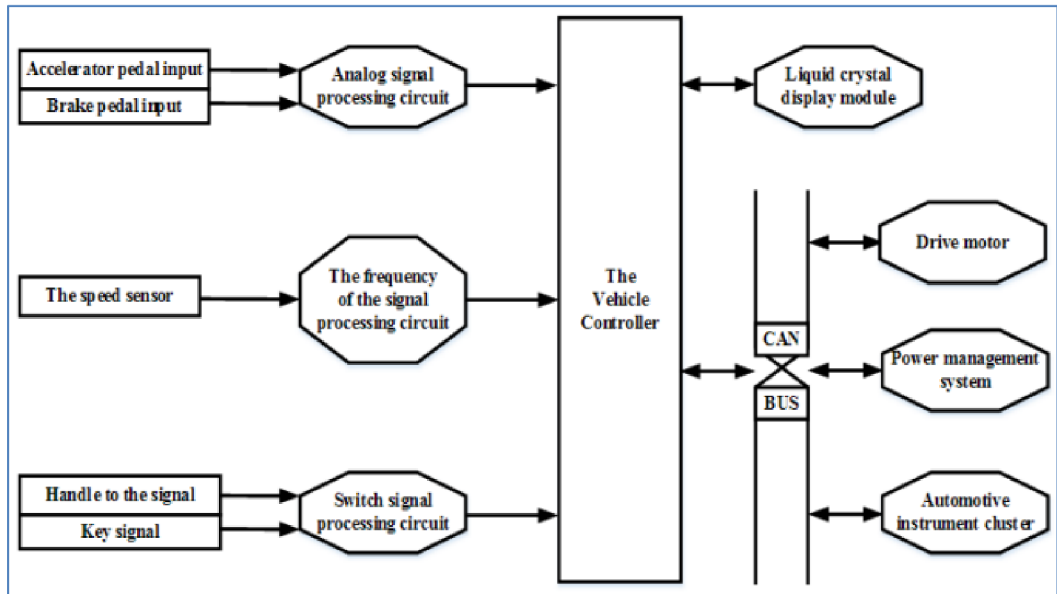 Accelerator pedal input
Brake pedal input
Analog signal
processing circuit
Liquid crystal
display module
The speed sensor
The frequency
of the signal
processing circuit
The
Vehicle
Controller
Drive motor
CAN
BUS
Power management
system
Handle to the signal
Key signal
Switch signal
processing circuit
Automotive
instrument cluster